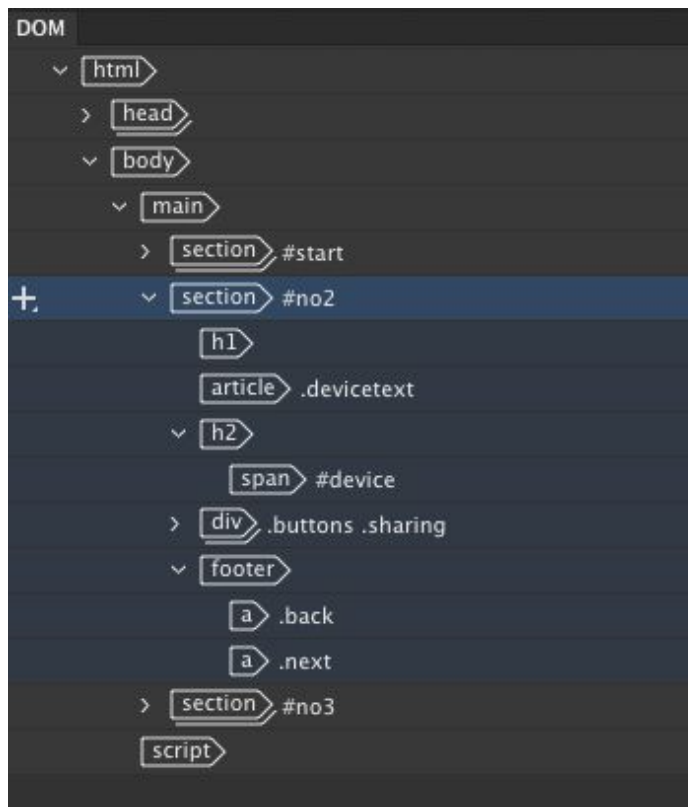 DOM
html
head
body
main
section #start
section #no2
h1
article .devicetext
h2
span #device
div .buttons .sharing
footer
a .back
a .next
section #no3
script